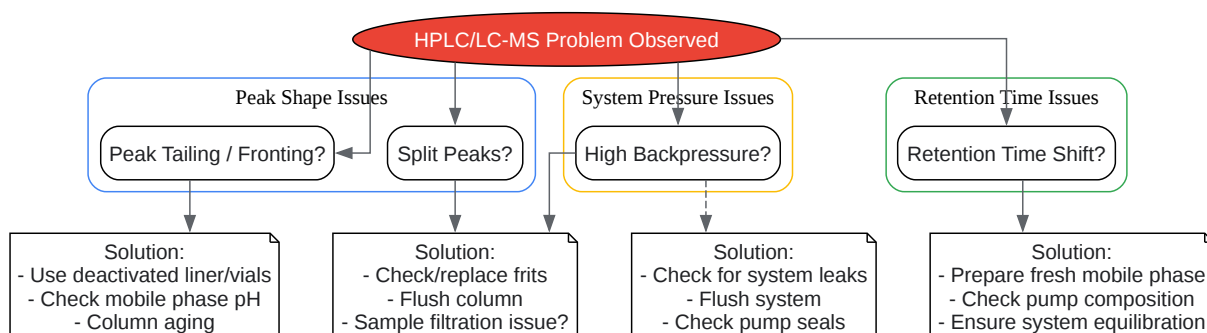 HPLC/LC-MS Problem Observed
Peak Shape Issues
System Pressure Issues
Retention Time Issues
Peak Tailing / Fronting?
Split Peaks?
High Backpressure?
Retention Time Shift?
Solution:
- Use deactivated liner/vials
- Check mobile phase pH
- Column aging
Solution:
- Check/replace frits
- Flush column
- Sample filtration issue?
Solution:
- Check for system leaks
- Flush system
- Check pump seals
Solution:
- Prepare fresh mobile phase
- Check pump composition
- Ensure system equilibration